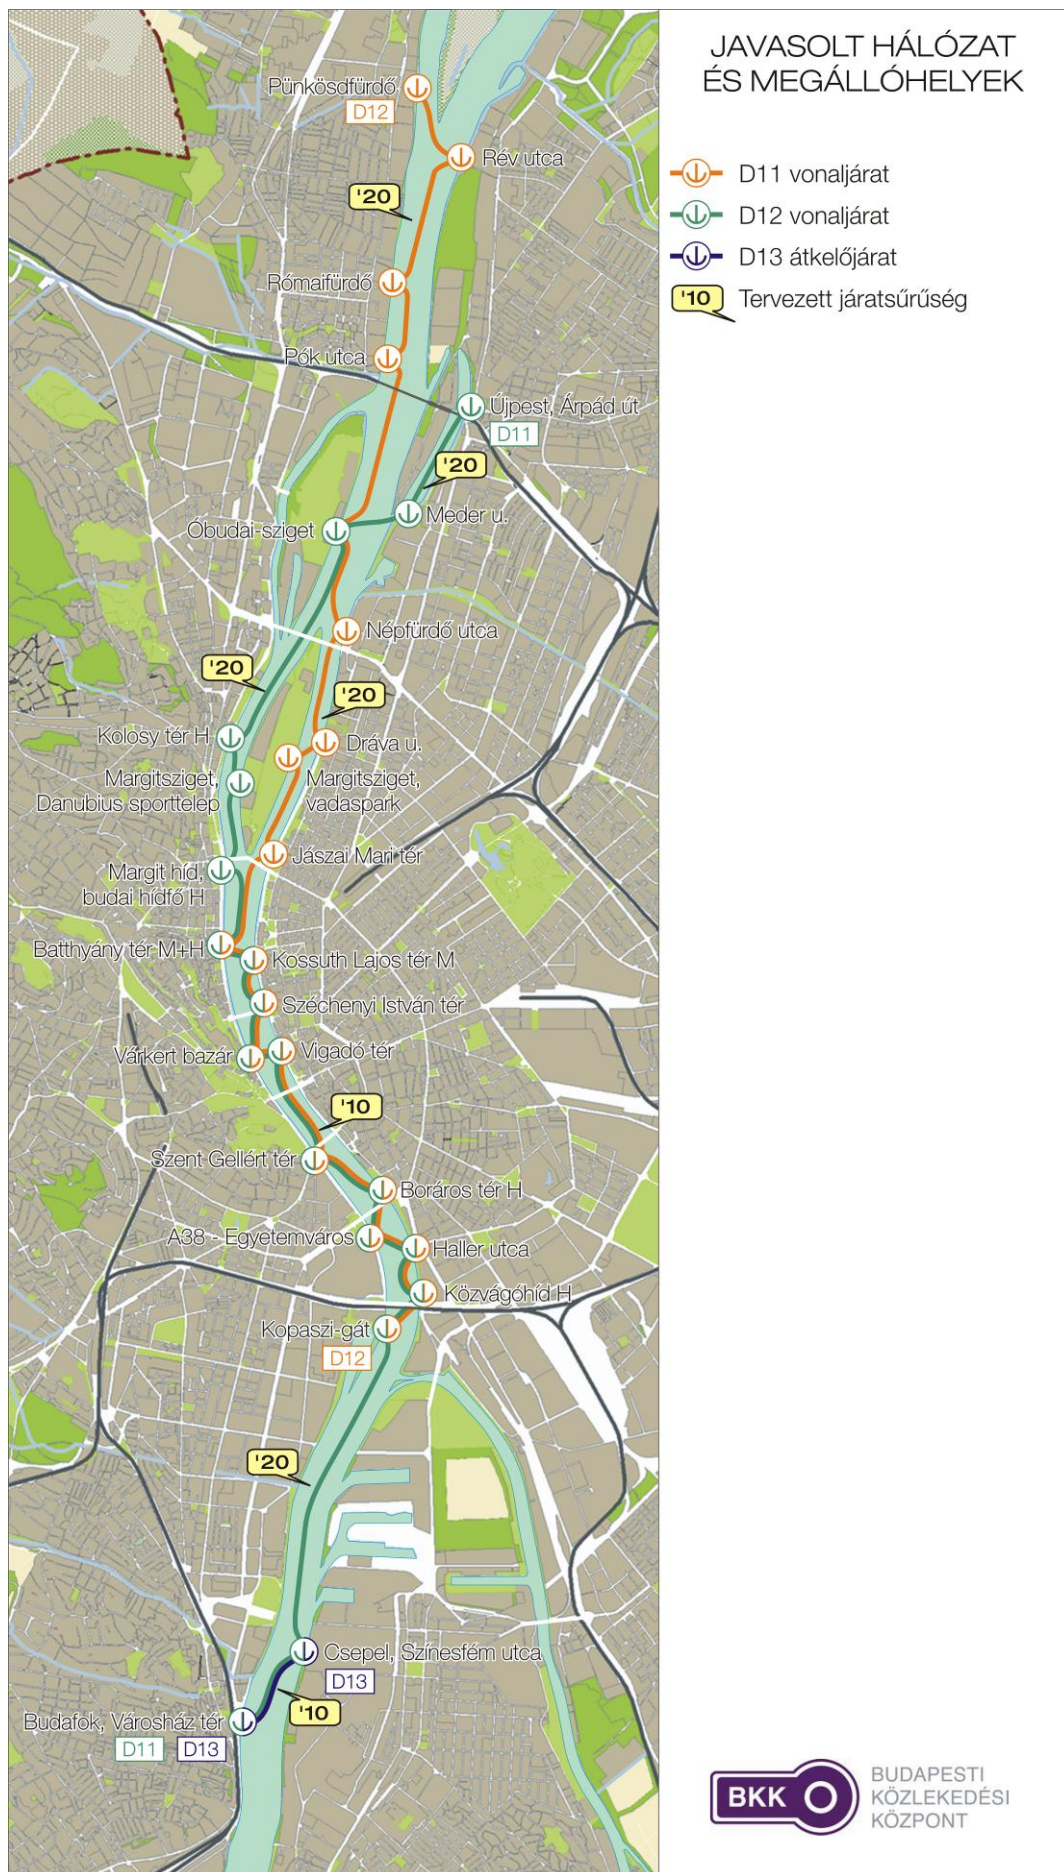 JAVASOLT HÁLÓZAT
ÉS MEGÁLLÓHELYEK
D11 vonaljárat
D12 vonaljárat
D13 átkelőjárat
'10 Tervezett járatsűrűség
Pünkösdfürdő
D12
Rév utca
'20
Rómaifürdő
Pók utca
Újpest, Árpád út
D11
'20
Meder u.
Óbudai-sziget
Népfürdő utca
'20
'20
Kolosy tér H
Dráva u.
Margitsziget,
Danubius sporttelep
Margitsziget,
vadaspark
Jászai Mari tér
Margit híd,
budai hídfő H
Batthyány tér M+H
Kossuth Lajos tér M
Széchenyi István tér
Várkert bazár
Vigadó tér
'10
Szent Gellért tér
Boráros tér H
A38 - Egyetemváros
Haller utca
Közvágóhíd H
Kopaszi-gát
D12
'20
Csepel, Színesfém utca
D13
'10
Budafok, Városház tér
D11 D13
BKK
BUDAPESTI
KÖZLEKEDÉSI
KÖZPONT